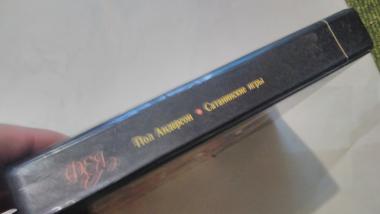 Пол Андерсон • Сатанинские игры